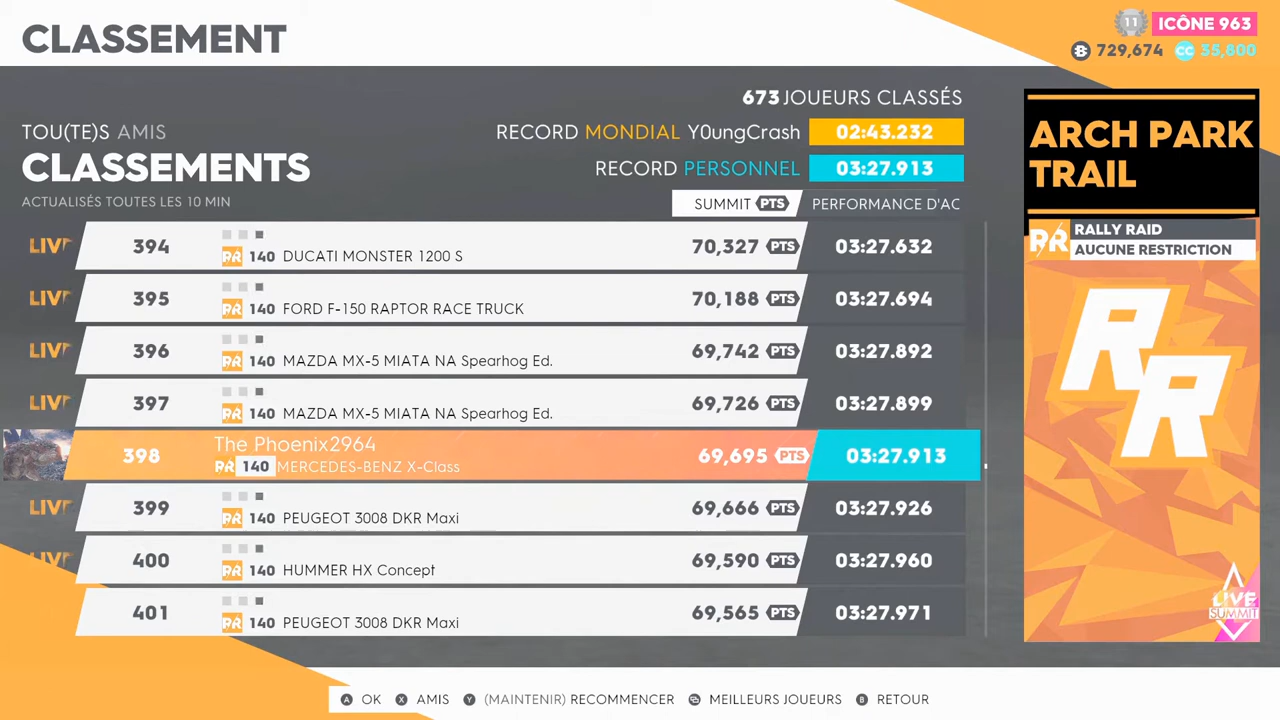 CLASSEMENT
11 ICÔNE 963
729,674 CC 35,800
673 JOUEURS CLASSÉS
TOU(TE)S AMIS
CLASSEMENTS
ACTUALISÉS TOUTES LES 10 MIN
RECORD MONDIAL Y0ungCrash 02:43.232
RECORD PERSONNEL 03:27.913
SUMMIT PTS PERFORMANCE D'AC
LIVE 394 RR 140 DUCATI MONSTER 1200 S 70,327 PTS 03:27.632
LIVE 395 RR 140 FORD F-150 RAPTOR RACE TRUCK 70,188 PTS 03:27.694
LIVE 396 RR 140 MAZDA MX-5 MIATA NA Spearhog Ed. 69,742 PTS 03:27.892
LIVE 397 RR 140 MAZDA MX-5 MIATA NA Spearhog Ed. 69,726 PTS 03:27.899
The Phoenix2964
398 RR 140 MERCEDES-BENZ X-Class 69,695 PTS 03:27.913
LIVE 399 RR 140 PEUGEOT 3008 DKR Maxi 69,666 PTS 03:27.926
LIVE 400 RR 140 HUMMER HX Concept 69,590 PTS 03:27.960
401 RR 140 PEUGEOT 3008 DKR Maxi 69,565 PTS 03:27.971
ARCH PARK
TRAIL
RR RALLY RAID
AUCUNE RESTRICTION
RR
LIVE
SUMMIT
A OK X AMIS Y (MAINTENIR) RECOMMENCER MEILLEURS JOUEURS B RETOUR